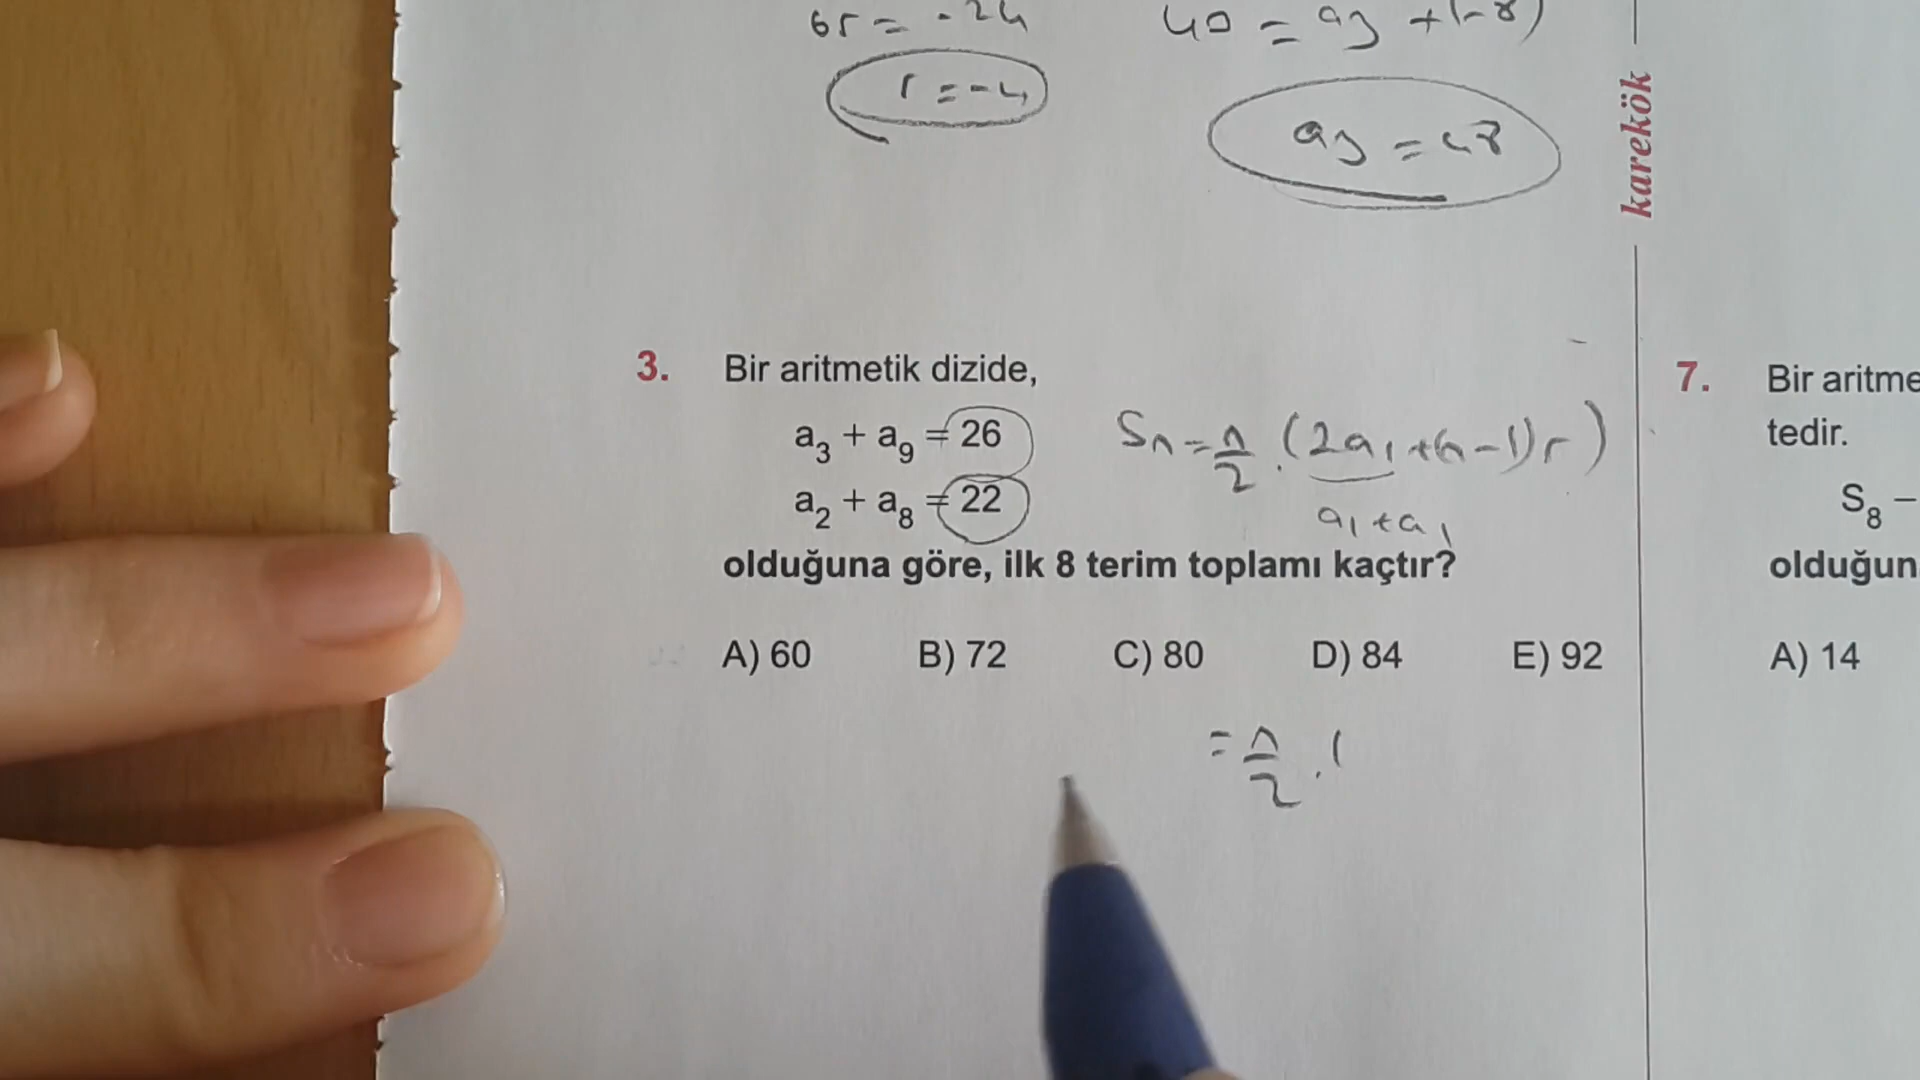 6r = -24
r = -4
40 = a3 + (-8)
a3 = 48
karekök
3. Bir aritmetik dizide,
a3 + a9 = 26
a2 + a8 = 22
Sn = n/2 . (2a1 + (n-1)r)
a1 + a1
olduğuna göre, ilk 8 terim toplamı kaçtır?
A) 60 B) 72 C) 80 D) 84 E) 92
= n/2 . (
7. Bir aritme
tedir.
S8 –
olduğun
A) 14